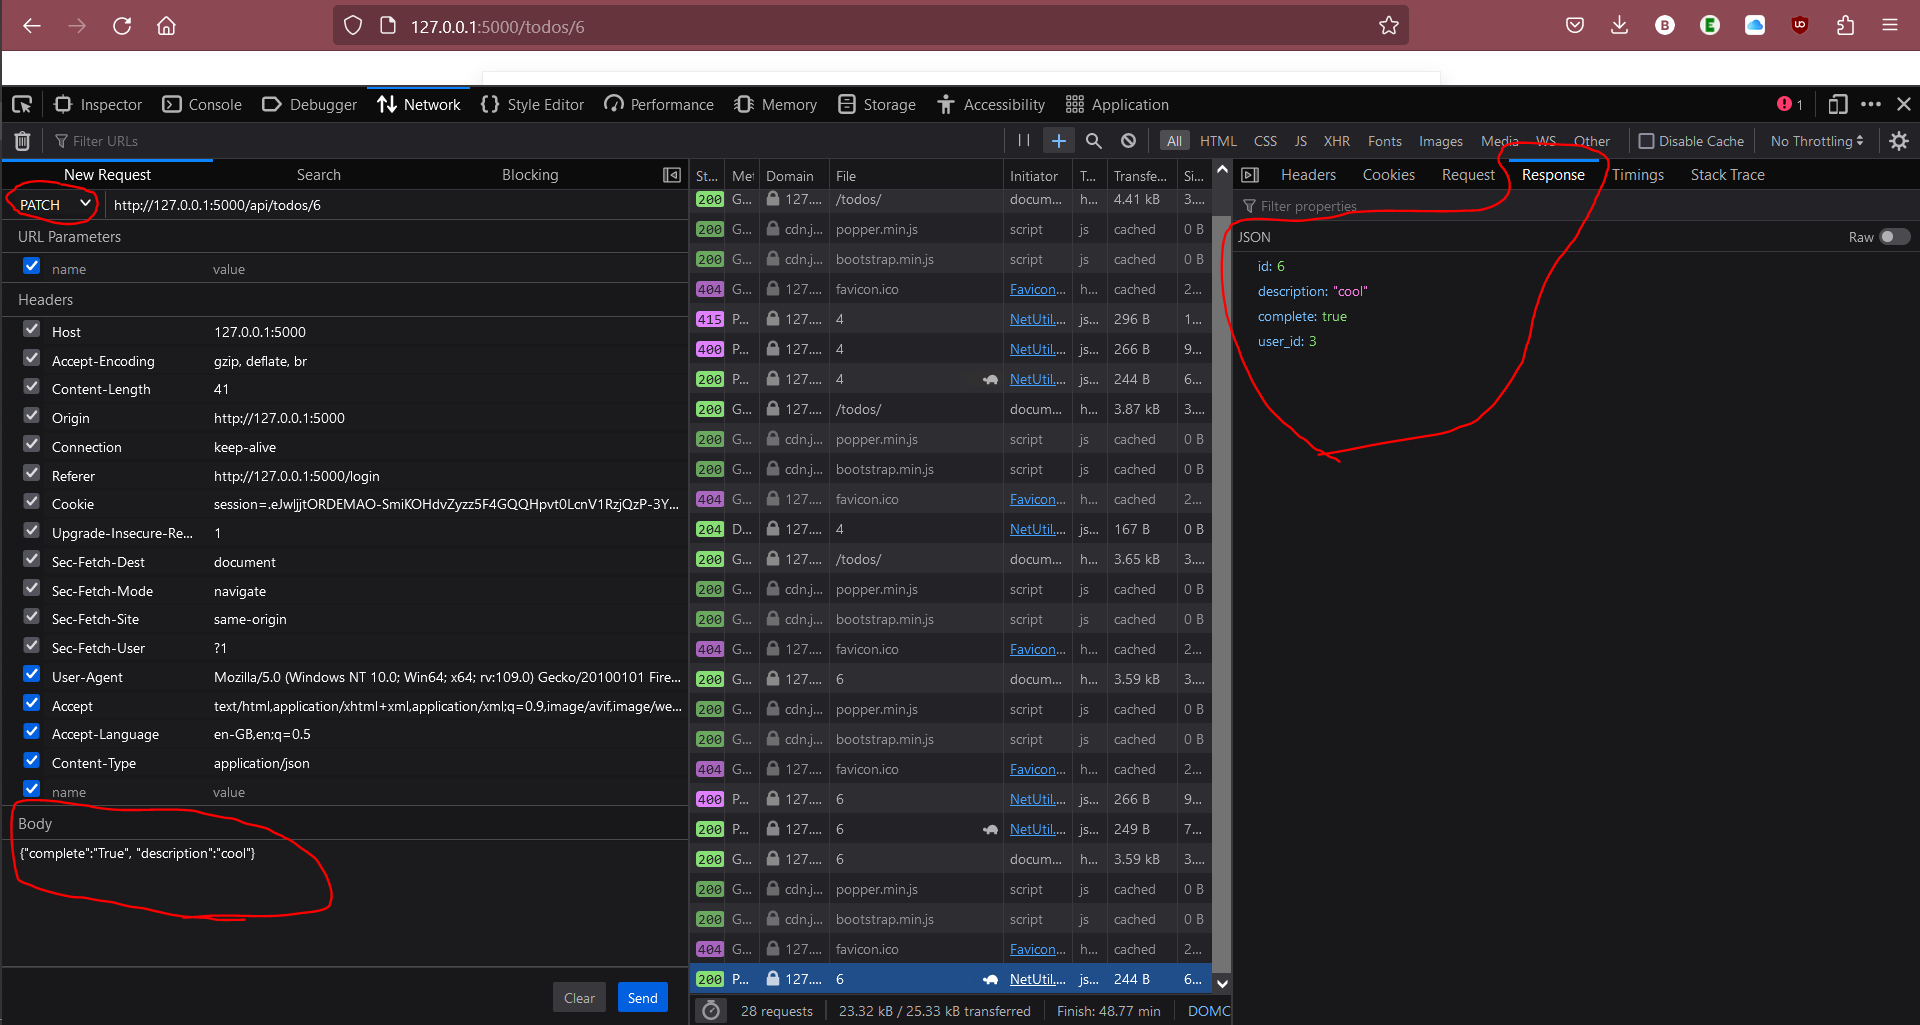 127.0.0.1:5000/todos/6
Inspector Console Debugger Network Style Editor Performance Memory Storage Accessibility Application 1
Filter URLs All HTML CSS JS XHR Fonts Images Media WS Other Disable Cache No Throttling
New Request Search Blocking
PATCH http://127.0.0.1:5000/api/todos/6
URL Parameters
name value
Headers
Host 127.0.0.1:5000
Accept-Encoding gzip, deflate, br
Content-Length 41
Origin http://127.0.0.1:5000
Connection keep-alive
Referer http://127.0.0.1:5000/login
Cookie session=.eJwljjtORDEMAO-SmiKOHdvZyzz5F4GQQHpvt0LcnV1RzjQzP-3Y...
Upgrade-Insecure-Re... 1
Sec-Fetch-Dest document
Sec-Fetch-Mode navigate
Sec-Fetch-Site same-origin
Sec-Fetch-User ?1
User-Agent Mozilla/5.0 (Windows NT 10.0; Win64; x64; rv:109.0) Gecko/20100101 Fire...
Accept text/html,application/xhtml+xml,application/xml;q=0.9,image/avif,image/we...
Accept-Language en-GB,en;q=0.5
Content-Type application/json
name value
Body
{"complete":"True", "description":"cool"}
Clear Send
St... Met Domain File Initiator T... Transfe... Si...
200 G... 127.... /todos/ docum... h... 4.41 kB 3....
200 G... cdn.j... popper.min.js script js cached 0 B
200 G... cdn.j... bootstrap.min.js script js cached 0 B
404 G... 127.... favicon.ico Favicon... h... cached 2...
415 P... 127.... 4 NetUtil.... js... 296 B 1...
400 P... 127.... 4 NetUtil.... js... 266 B 9...
200 P... 127.... 4 NetUtil.... js... 244 B 6...
200 G... 127.... /todos/ docum... h... 3.87 kB 3....
200 G... cdn.j... popper.min.js script js cached 0 B
200 G... cdn.j... bootstrap.min.js script js cached 0 B
404 G... 127.... favicon.ico Favicon... h... cached 2...
204 D... 127.... 4 NetUtil.... js... 167 B 0 B
200 G... 127.... /todos/ docum... h... 3.65 kB 3....
200 G... cdn.j... popper.min.js script js cached 0 B
200 G... cdn.j... bootstrap.min.js script js cached 0 B
404 G... 127.... favicon.ico Favicon... h... cached 2...
200 G... 127.... 6 docum... h... 3.59 kB 3....
200 G... cdn.j... popper.min.js script js cached 0 B
200 G... cdn.j... bootstrap.min.js script js cached 0 B
404 G... 127.... favicon.ico Favicon... h... cached 2...
400 P... 127.... 6 NetUtil.... js... 266 B 9...
200 P... 127.... 6 NetUtil.... js... 249 B 7...
200 G... 127.... 6 docum... h... 3.59 kB 3....
200 G... cdn.j... popper.min.js script js cached 0 B
200 G... cdn.j... bootstrap.min.js script js cached 0 B
404 G... 127.... favicon.ico Favicon... h... cached 2...
200 P... 127.... 6 NetUtil.... js... 244 B 6...
28 requests 23.32 kB / 25.33 kB transferred Finish: 48.77 min DOMC
Headers Cookies Request Response Timings Stack Trace
Filter properties
JSON Raw
id: 6
description: "cool"
complete: true
user_id: 3